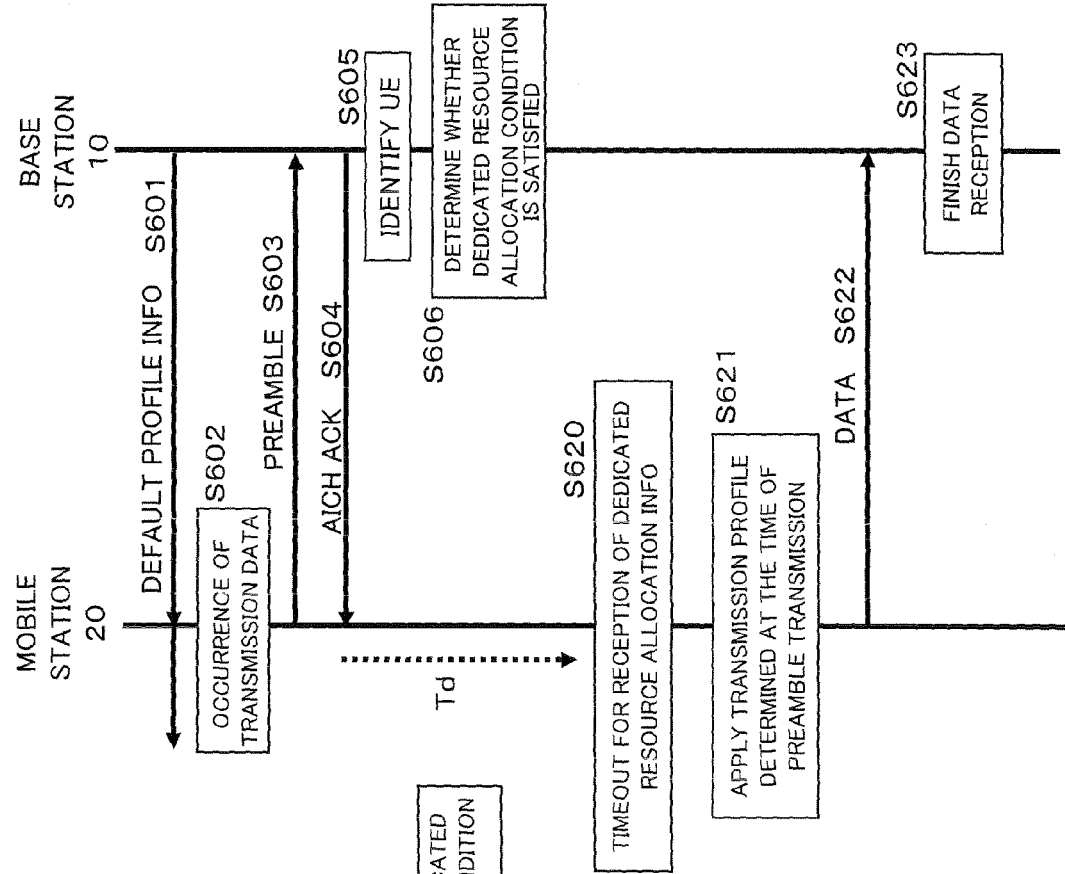 MOBILE
STATION
20
BASE
STATION
10
DEFAULT PROFILE INFO S601
S602
OCCURRENCE OF
TRANSMISSION DATA
PREAMBLE S603
AICH ACK S604
S605
IDENTIFY UE
S606
DETERMINE WHETHER
DEDICATED RESOURCE
ALLOCATION CONDITION
IS SATISFIED
Td
CATED
NDITION
S620
TIMEOUT FOR RECEPTION OF DEDICATED
RESOURCE ALLOCATION INFO
S621
APPLY TRANSMISSION PROFILE
DETERMINED AT THE TIME OF
PREAMBLE TRANSMISSION
DATA S622
S623
FINISH DATA
RECEPTION